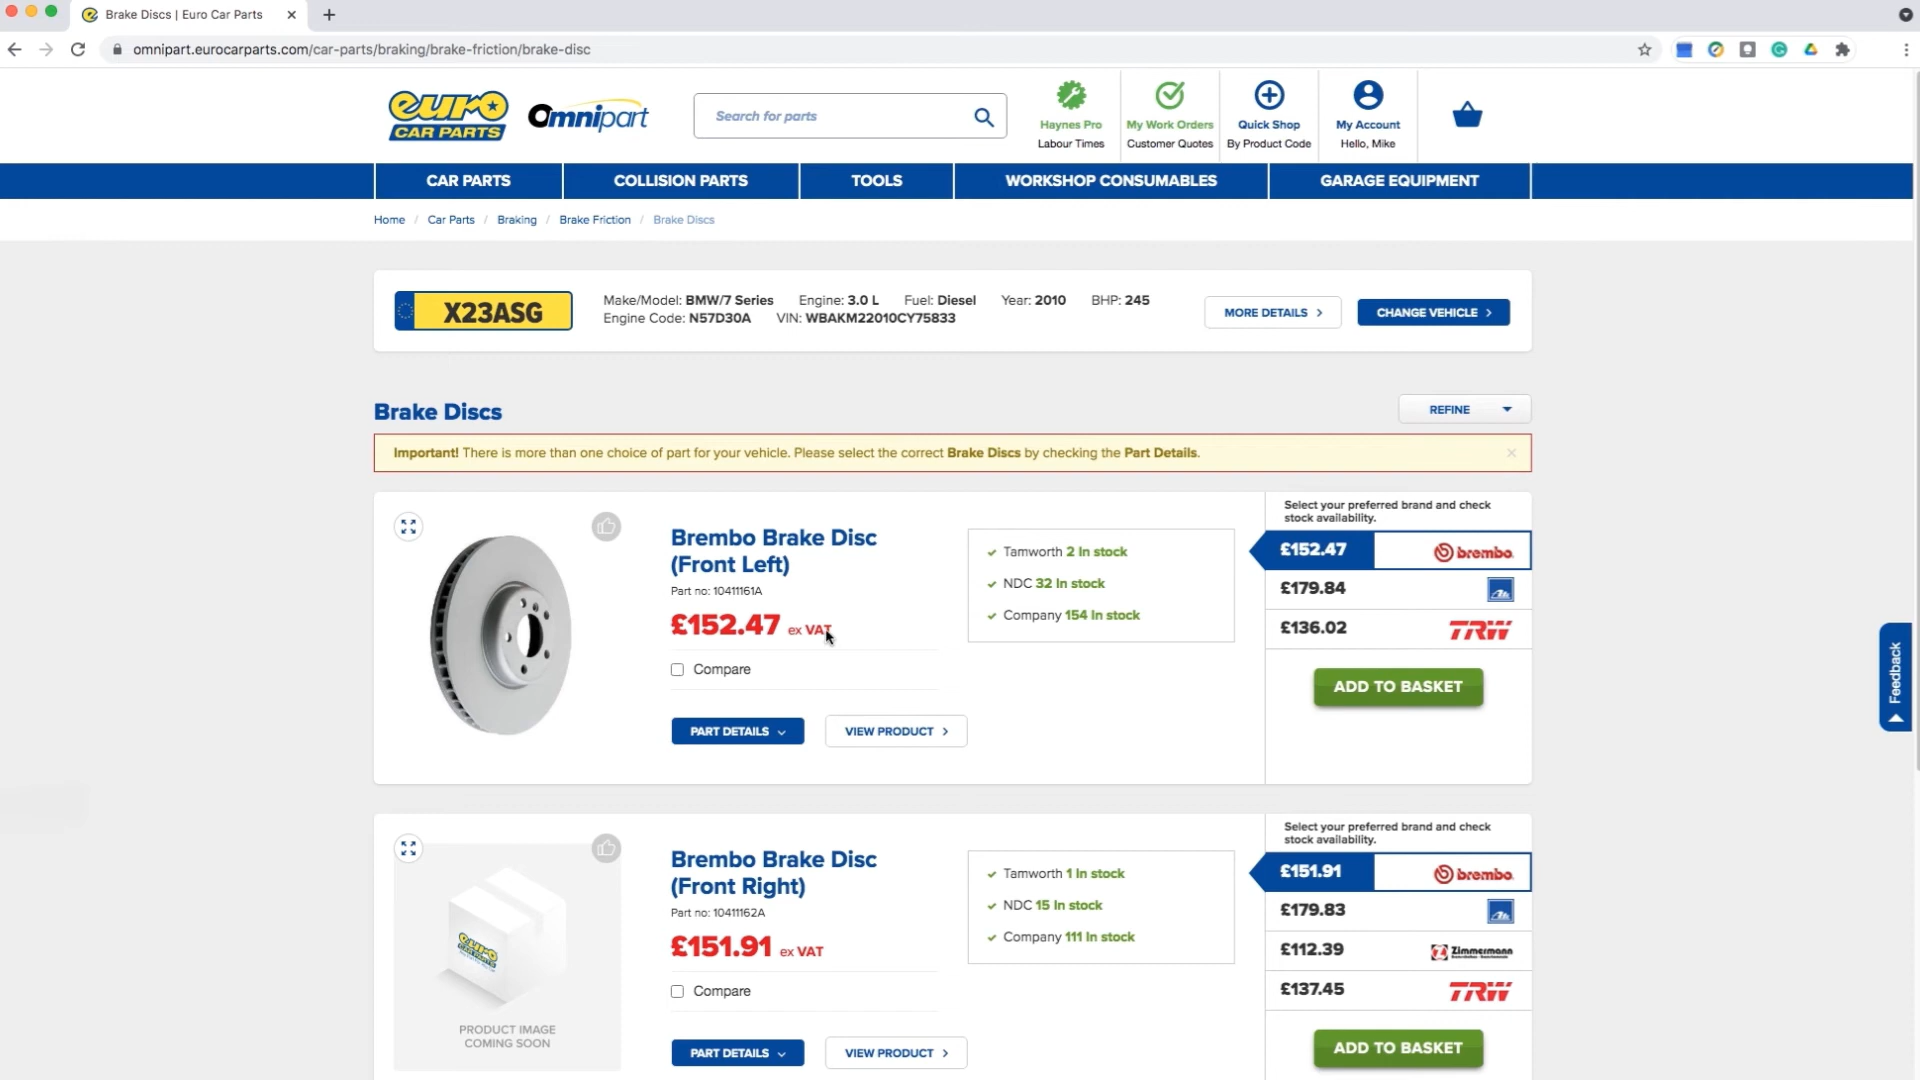 Brake Discs | Euro Car Parts
omnipart.eurocarparts.com/car-parts/braking/brake-friction/brake-disc
euro
CAR PARTS
Omnipart
Search for parts
Haynes Pro
Labour Times
My Work Orders
Customer Quotes
Quick Shop
By Product Code
My Account
Hello, Mike
CAR PARTS
COLLISION PARTS
TOOLS
WORKSHOP CONSUMABLES
GARAGE EQUIPMENT
Home / Car Parts / Braking / Brake Friction / Brake Discs
X23ASG
Make/Model: BMW/7 Series Engine: 3.0 L Fuel: Diesel Year: 2010 BHP: 245
Engine Code: N57D30A VIN: WBAKM22010CY75833
MORE DETAILS
CHANGE VEHICLE
Brake Discs
REFINE
Important! There is more than one choice of part for your vehicle. Please select the correct Brake Discs by checking the Part Details.
Brembo Brake Disc
(Front Left)
Part no: 10411161A
£152.47 ex VAT
Compare
PART DETAILS
VIEW PRODUCT
Tamworth 2 In stock
NDC 32 In stock
Company 154 In stock
Select your preferred brand and check
stock availability.
£152.47 brembo
£179.84 Ate
£136.02 TRW
ADD TO BASKET
Feedback
euro
CAR PARTS
PRODUCT IMAGE
COMING SOON
Brembo Brake Disc
(Front Right)
Part no: 10411162A
£151.91 ex VAT
Compare
PART DETAILS
VIEW PRODUCT
Tamworth 1 In stock
NDC 15 In stock
Company 111 In stock
Select your preferred brand and check
stock availability.
£151.91 brembo
£179.83 Ate
£112.39 Zimmermann
£137.45 TRW
ADD TO BASKET